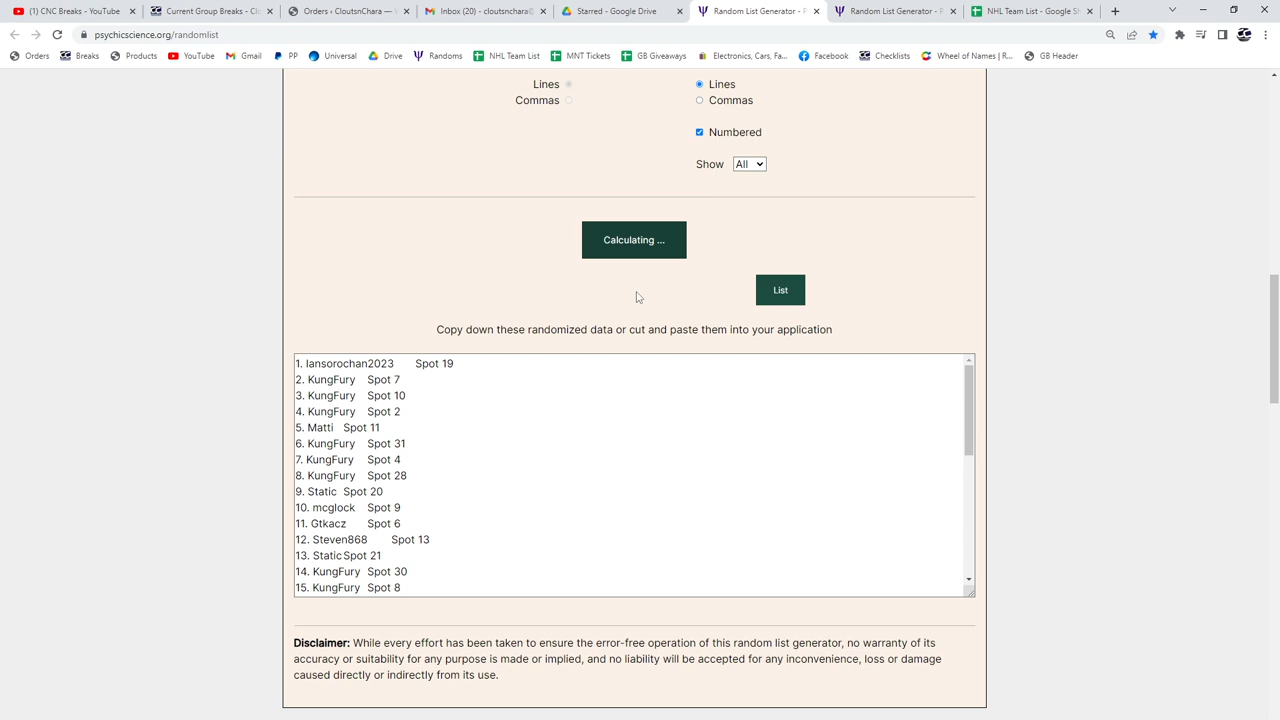 (1) CNC Breaks - YouTube
Current Group Breaks - Cl
Orders ‹ CloutsnChara — W
Inbox (20) - cloutsnchara@
Starred - Google Drive
Random List Generator - P
Random List Generator - P
NHL Team List - Google Sh
psychicscience.org/randomlist
Orders Breaks Products YouTube Gmail PP Universal Drive Randoms NHL Team List MNT Tickets GB Giveaways Electronics, Cars, Fa... Facebook Checklists Wheel of Names | R... GB Header
Lines Lines
Commas Commas
Numbered
Show All
Calculating ...
List
Copy down these randomized data or cut and paste them into your application
1. Iansorochan2023 Spot 19
2. KungFury Spot 7
3. KungFury Spot 10
4. KungFury Spot 2
5. Matti Spot 11
6. KungFury Spot 31
7. KungFury Spot 4
8. KungFury Spot 28
9. Static Spot 20
10. mcglock Spot 9
11. Gtkacz Spot 6
12. Steven868 Spot 13
13. Static Spot 21
14. KungFury Spot 30
15. KungFury Spot 8
Disclaimer: While every effort has been taken to ensure the error-free operation of this random list generator, no warranty of its
accuracy or suitability for any purpose is made or implied, and no liability will be accepted for any inconvenience, loss or damage
caused directly or indirectly from its use.